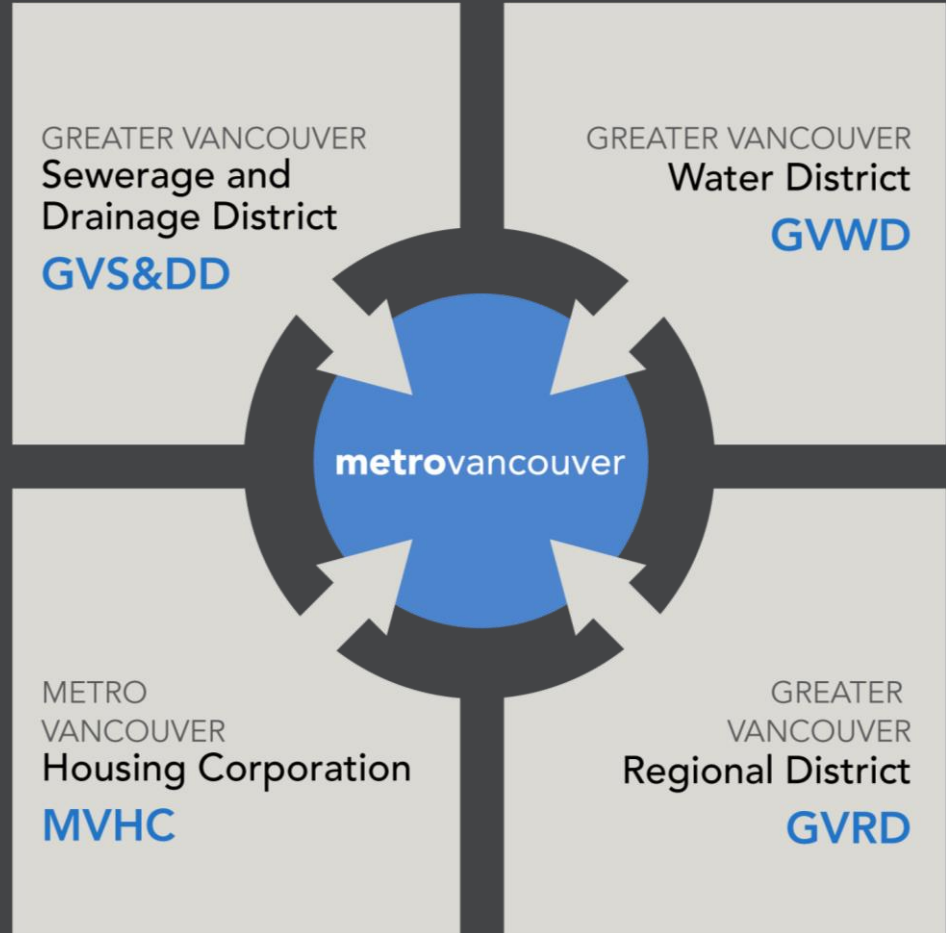 GREATER VANCOUVER
Sewerage and
Drainage District
GVS&DD
GREATER VANCOUVER
Water District
GVWD
metrovancouver
METRO
VANCOUVER
Housing Corporation
MVHC
GREATER
VANCOUVER
Regional District
GVRD